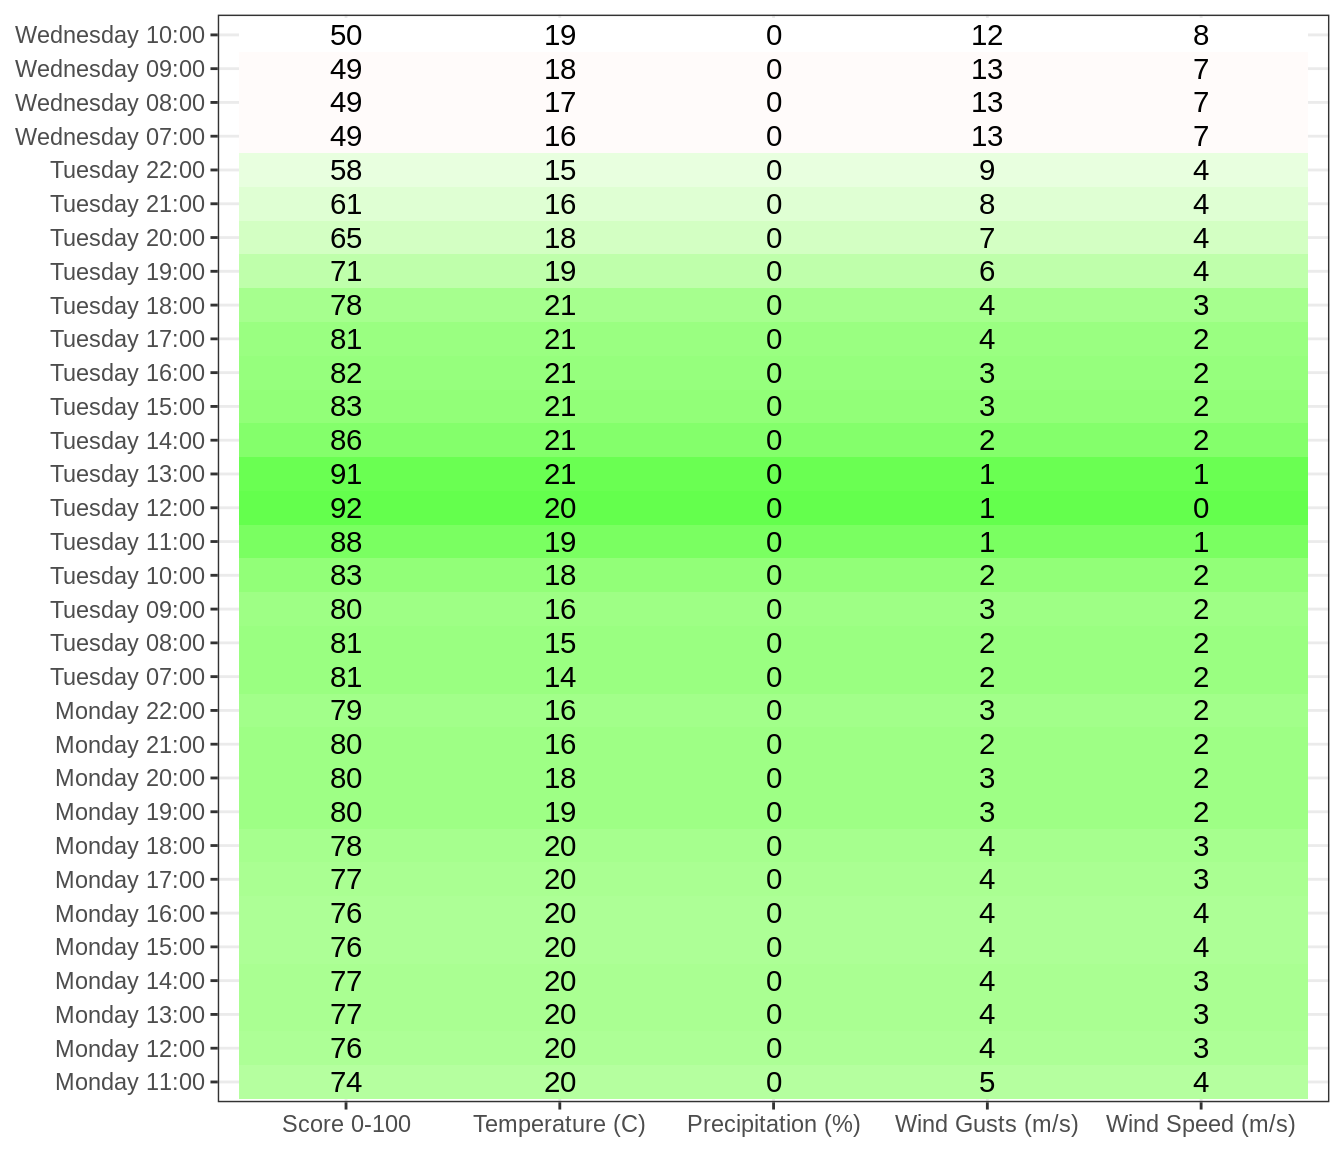 Wednesday 10:00 50 19 0 12 8
Wednesday 09:00 49 18 0 13 7
Wednesday 08:00 49 17 0 13 7
Wednesday 07:00 49 16 0 13 7
Tuesday 22:00 58 15 0 9 4
Tuesday 21:00 61 16 0 8 4
Tuesday 20:00 65 18 0 7 4
Tuesday 19:00 71 19 0 6 4
Tuesday 18:00 78 21 0 4 3
Tuesday 17:00 81 21 0 4 2
Tuesday 16:00 82 21 0 3 2
Tuesday 15:00 83 21 0 3 2
Tuesday 14:00 86 21 0 2 2
Tuesday 13:00 91 21 0 1 1
Tuesday 12:00 92 20 0 1 0
Tuesday 11:00 88 19 0 1 1
Tuesday 10:00 83 18 0 2 2
Tuesday 09:00 80 16 0 3 2
Tuesday 08:00 81 15 0 2 2
Tuesday 07:00 81 14 0 2 2
Monday 22:00 79 16 0 3 2
Monday 21:00 80 16 0 2 2
Monday 20:00 80 18 0 3 2
Monday 19:00 80 19 0 3 2
Monday 18:00 78 20 0 4 3
Monday 17:00 77 20 0 4 3
Monday 16:00 76 20 0 4 4
Monday 15:00 76 20 0 4 4
Monday 14:00 77 20 0 4 3
Monday 13:00 77 20 0 4 3
Monday 12:00 76 20 0 4 3
Monday 11:00 74 20 0 5 4
Score 0-100 Temperature (C) Precipitation (%) Wind Gusts (m/s) Wind Speed (m/s)